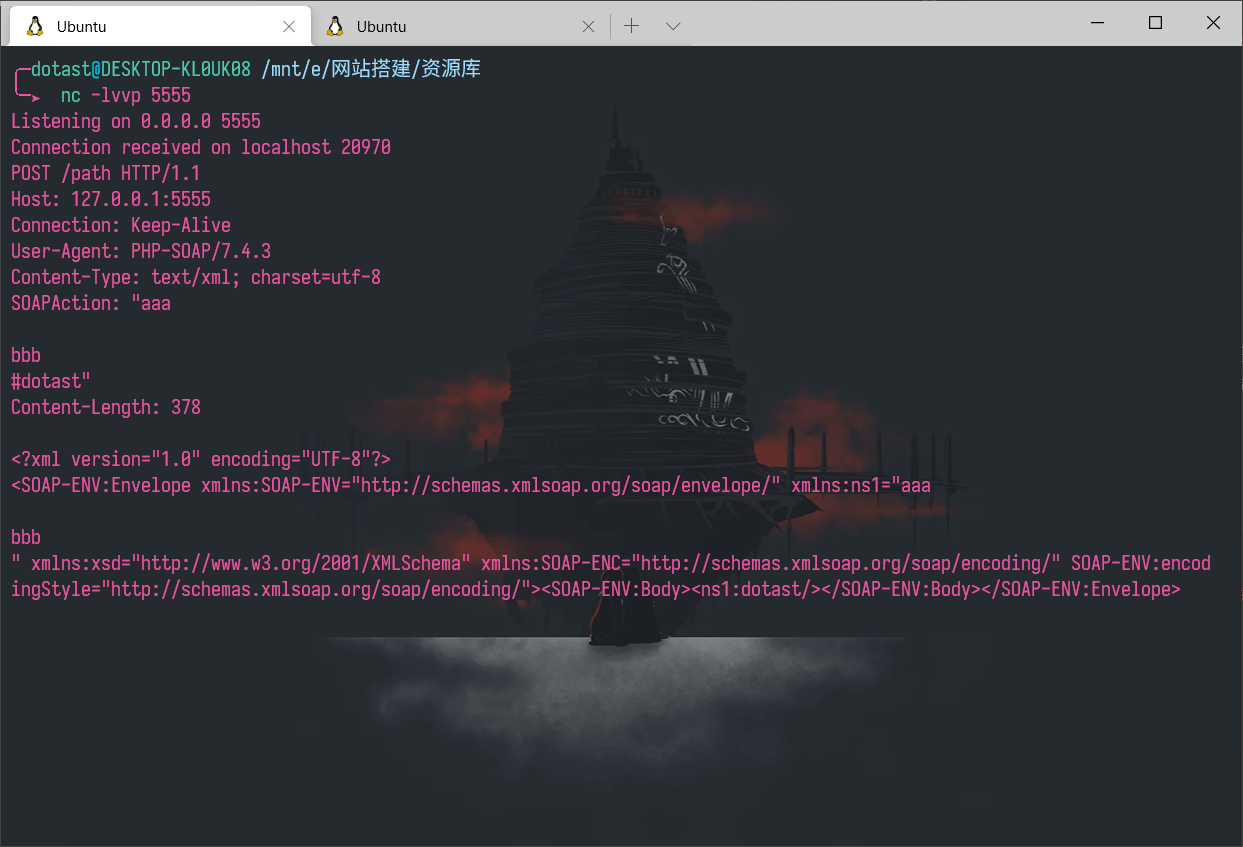 Ubuntu
Ubuntu
dotast@DESKTOP-KL0UK08 /mnt/e/网站搭建/资源库
nc -lvvp 5555
Listening on 0.0.0.0 5555
Connection received on localhost 20970
POST /path HTTP/1.1
Host: 127.0.0.1:5555
Connection: Keep-Alive
User-Agent: PHP-SOAP/7.4.3
Content-Type: text/xml; charset=utf-8
SOAPAction: "aaa

bbb
#dotast"
Content-Length: 378

<?xml version="1.0" encoding="UTF-8"?>
<SOAP-ENV:Envelope xmlns:SOAP-ENV="http://schemas.xmlsoap.org/soap/envelope/" xmlns:ns1="aaa

bbb
" xmlns:xsd="http://www.w3.org/2001/XMLSchema" xmlns:SOAP-ENC="http://schemas.xmlsoap.org/soap/encoding/" SOAP-ENV:encod
ingStyle="http://schemas.xmlsoap.org/soap/encoding/"><SOAP-ENV:Body><ns1:dotast/></SOAP-ENV:Body></SOAP-ENV:Envelope>